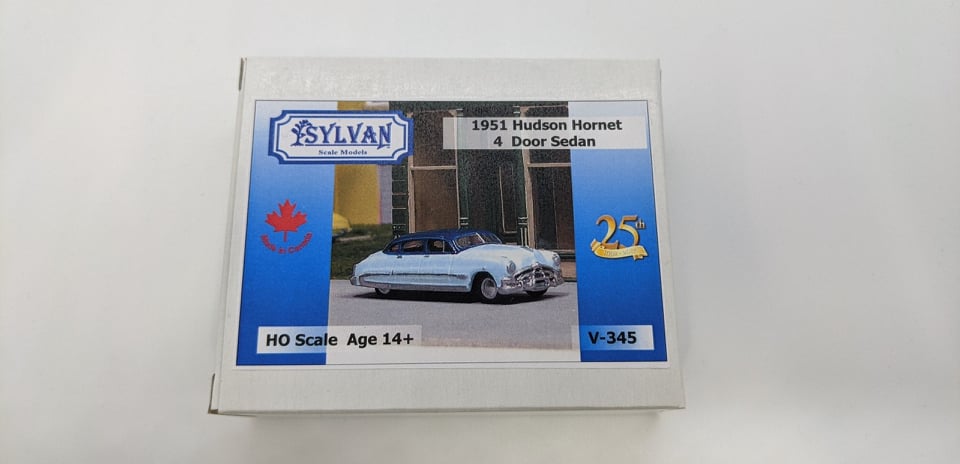 SYLVAN
Scale Models
1951 Hudson Hornet
4 Door Sedan
Made in Canada
25th
HO Scale Age 14+
V-345